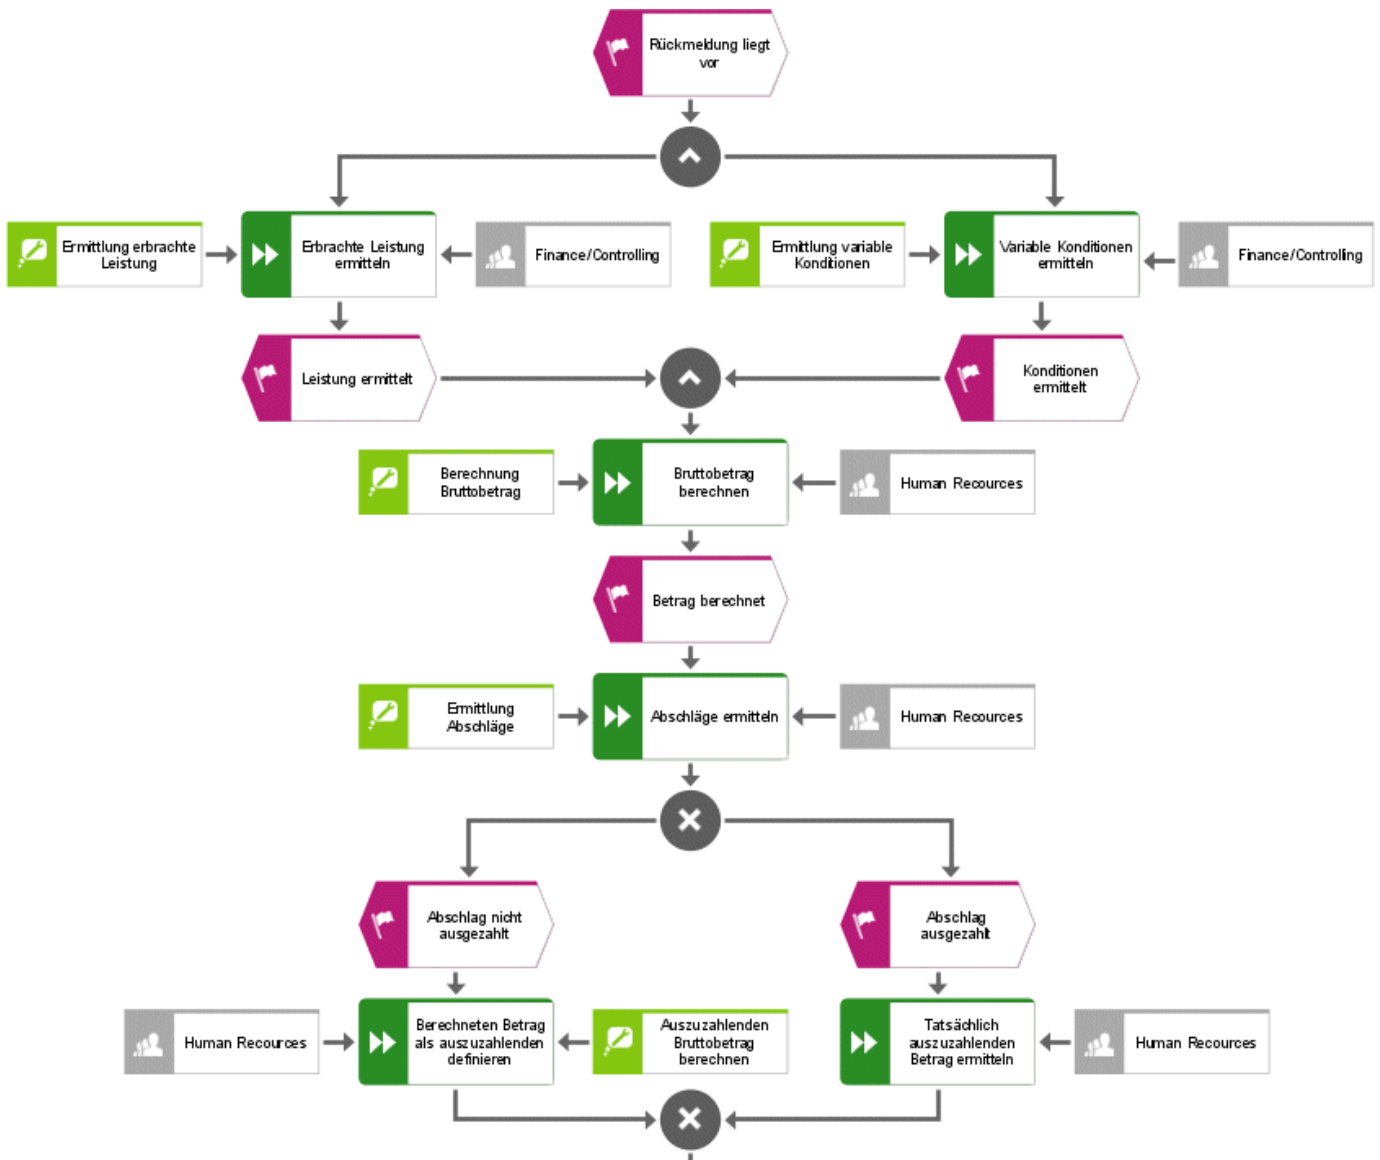 Rückmeldung liegt
vor
Ermittlung erbrachte
Leistung
Erbrachte Leistung
ermitteln
Finance/Controlling
Ermittlung variable
Konditionen
Variable Konditionen
ermitteln
Finance/Controlling
Leistung ermittelt
Konditionen
ermittelt
Berechnung
Bruttobetrag
Bruttobetrag
berechnen
Human Recources
Betrag berechnet
Ermittlung
Abschläge
Abschläge ermitteln
Human Recources
Abschlag nicht
ausgezahlt
Abschlag
ausgezahlt
Human Recources
Berechneten Betrag
als auszuzahlenden
definieren
Auszuzahlenden
Bruttobetrag
berechnen
Tatsächlich
auszuzahlenden
Betrag ermitteln
Human Recources